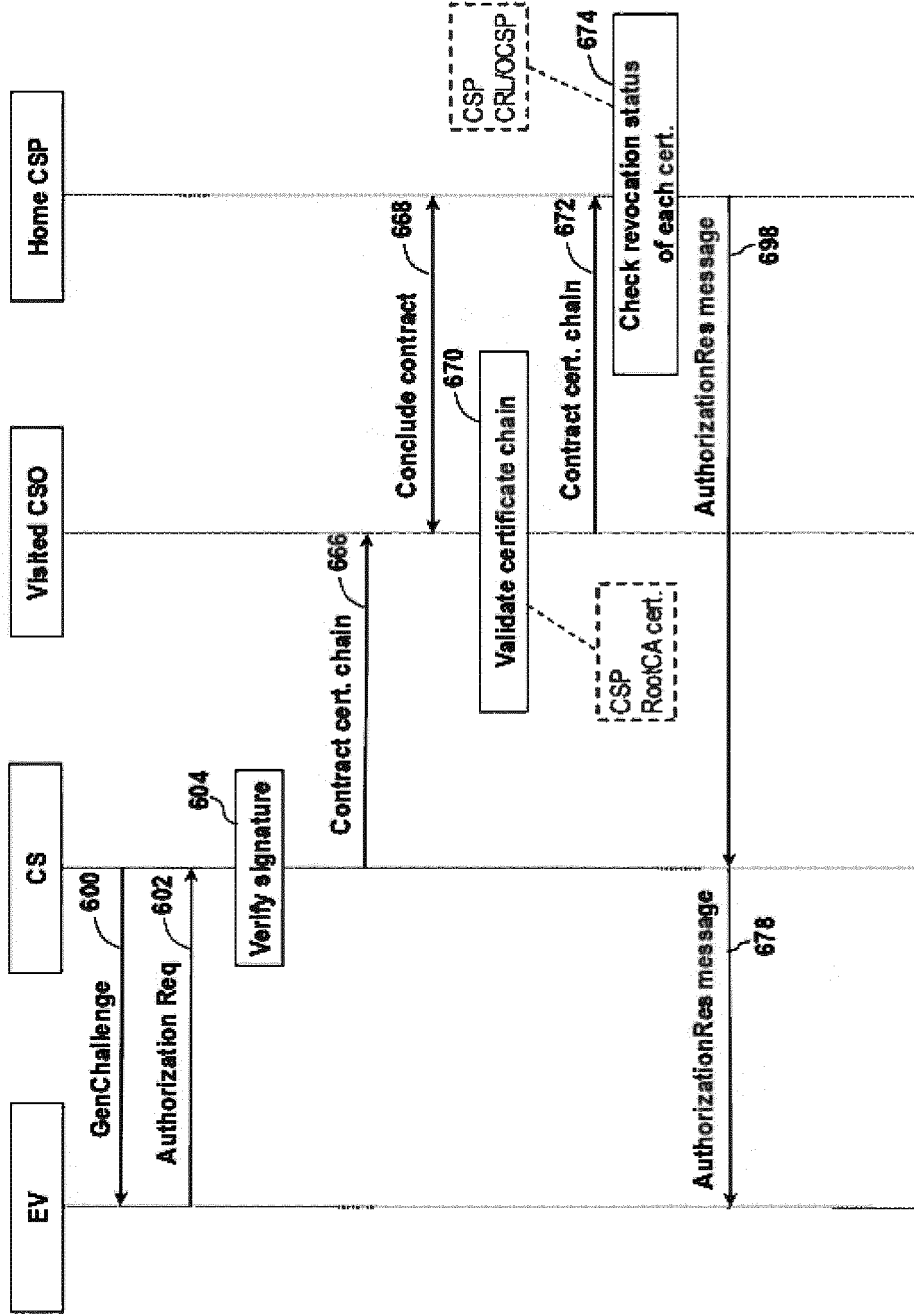 EV
CS
Visited CSO
Home CSP
GenChallenge
600
Authorization Req
602
604
Verify signature
Contract cert. chain
666
Conclude contract
668
670
Validate certificate chain
CSP
RootCA cert.
Contract cert. chain
672
CSP
CRL/OCSP
674
Check revocation status
of each cert.
AuthorizationRes message
698
AuthorizationRes message
678